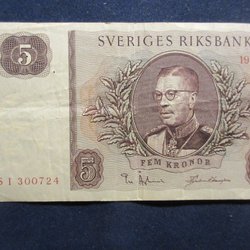 SVERIGES RIKSBANK
5
19
S I 300724
5
FEM KRONOR